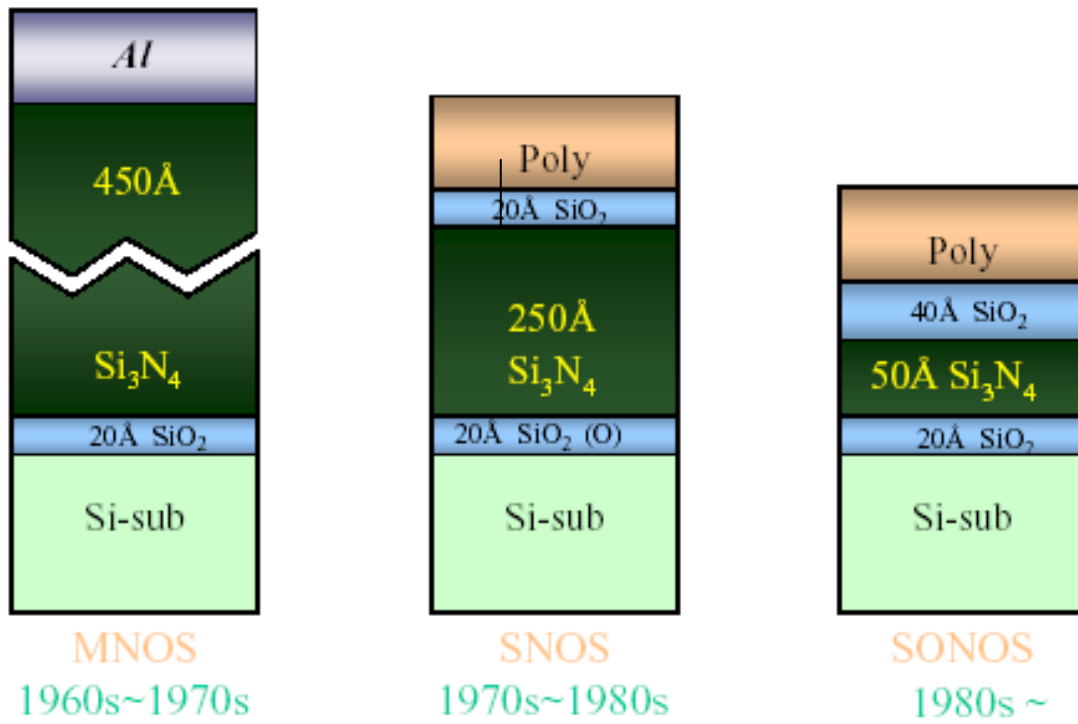 Al
450Å
Si₃N₄
20Å SiO₂
Si-sub
MNOS
1960s~1970s
Poly
20Å SiO₂
250Å
Si₃N₄
20Å SiO₂ (O)
Si-sub
SNOS
1970s~1980s
Poly
40Å SiO₂
50Å Si₃N₄
20Å SiO₂
Si-sub
SONOS
1980s ~